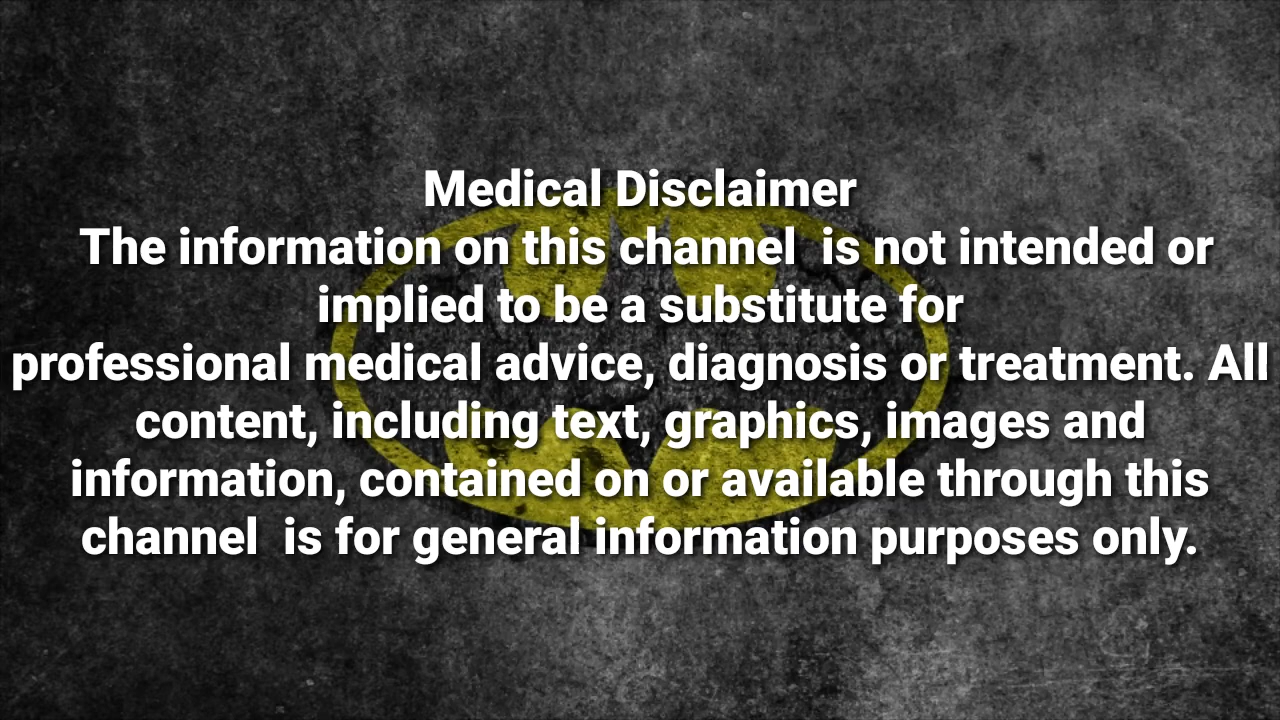 Medical Disclaimer
The information on this channel  is not intended or
implied to be a substitute for
professional medical advice, diagnosis or treatment. All
content, including text, graphics, images and
information, contained on or available through this
channel  is for general information purposes only.